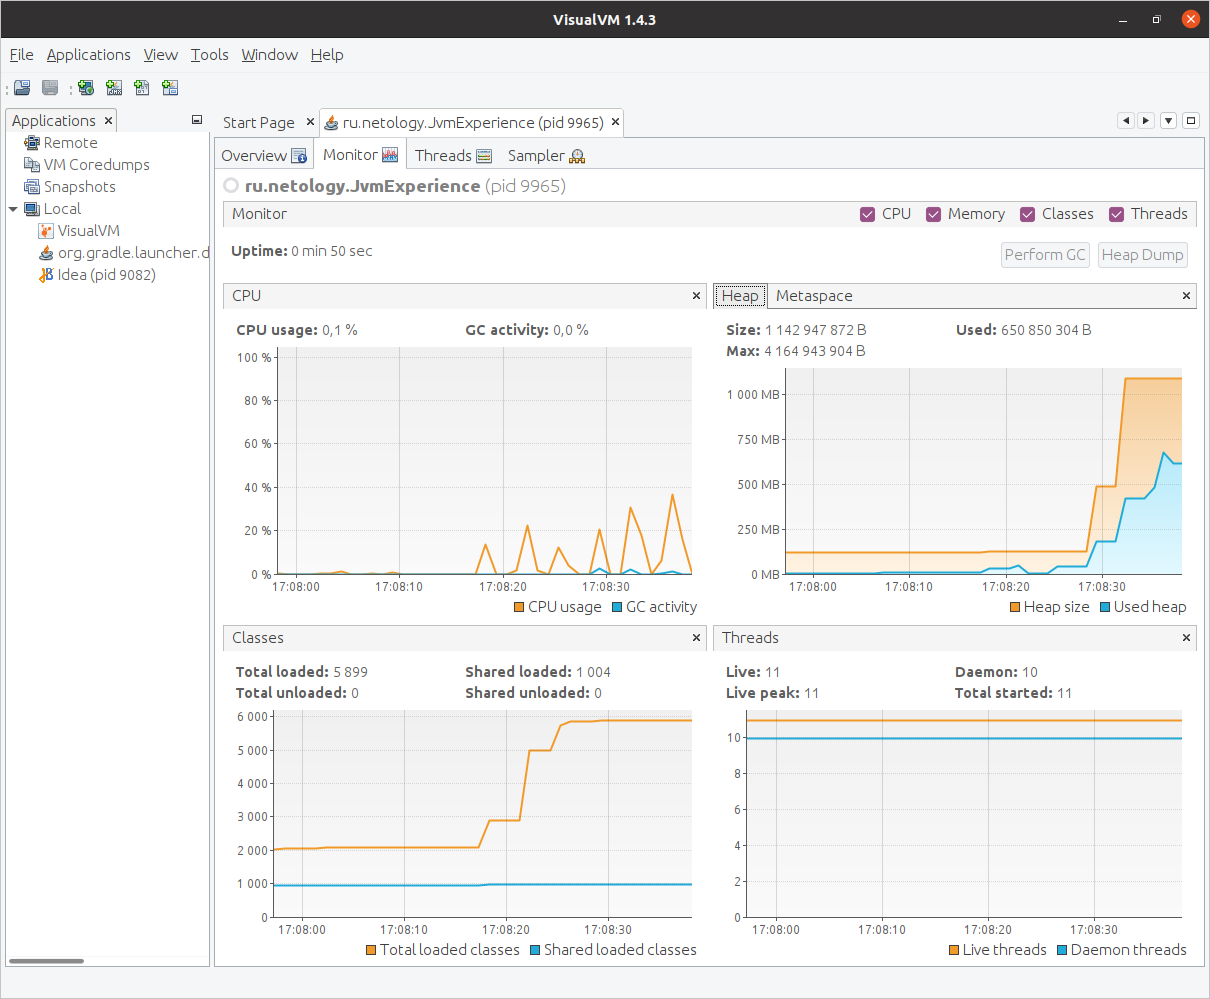 VisualVM 1.4.3
File Applications View Tools Window Help
Applications
Remote
VM Coredumps
Snapshots
Local
VisualVM
org.gradle.launcher.d
Idea (pid 9082)
Start Page
ru.netology.JvmExperience (pid 9965)
Overview Monitor Threads Sampler
ru.netology.JvmExperience (pid 9965)
Monitor CPU Memory Classes Threads
Uptime: 0 min 50 sec
Perform GC Heap Dump
CPU
CPU usage: 0,1 % GC activity: 0,0 %
100 %
80 %
60 %
40 %
20 %
0 %
17:08:00 17:08:10 17:08:20 17:08:30
CPU usage GC activity
Heap Metaspace
Size: 1 142 947 872 B Used: 650 850 304 B
Max: 4 164 943 904 B
1 000 MB
750 MB
500 MB
250 MB
0 MB
17:08:00 17:08:10 17:08:20 17:08:30
Heap size Used heap
Classes
Total loaded: 5 899 Shared loaded: 1 004
Total unloaded: 0 Shared unloaded: 0
6 000
5 000
4 000
3 000
2 000
1 000
0
17:08:00 17:08:10 17:08:20 17:08:30
Total loaded classes Shared loaded classes
Threads
Live: 11 Daemon: 10
Live peak: 11 Total started: 11
10
8
6
4
2
0
17:08:00 17:08:10 17:08:20 17:08:30
Live threads Daemon threads